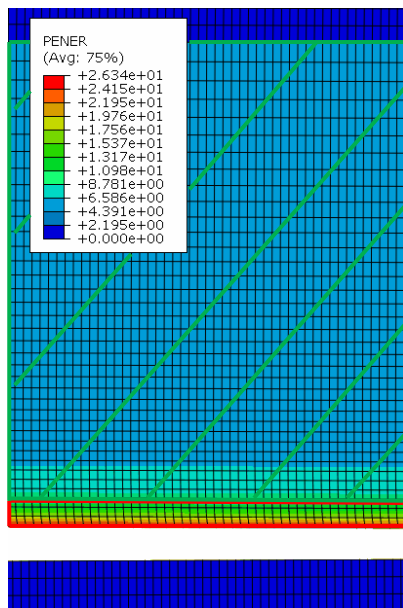 PENER
(Avg: 75%)
+2.634e+01
+2.415e+01
+2.195e+01
+1.976e+01
+1.756e+01
+1.537e+01
+1.317e+01
+1.098e+01
+8.781e+00
+6.586e+00
+4.391e+00
+2.195e+00
+0.000e+00